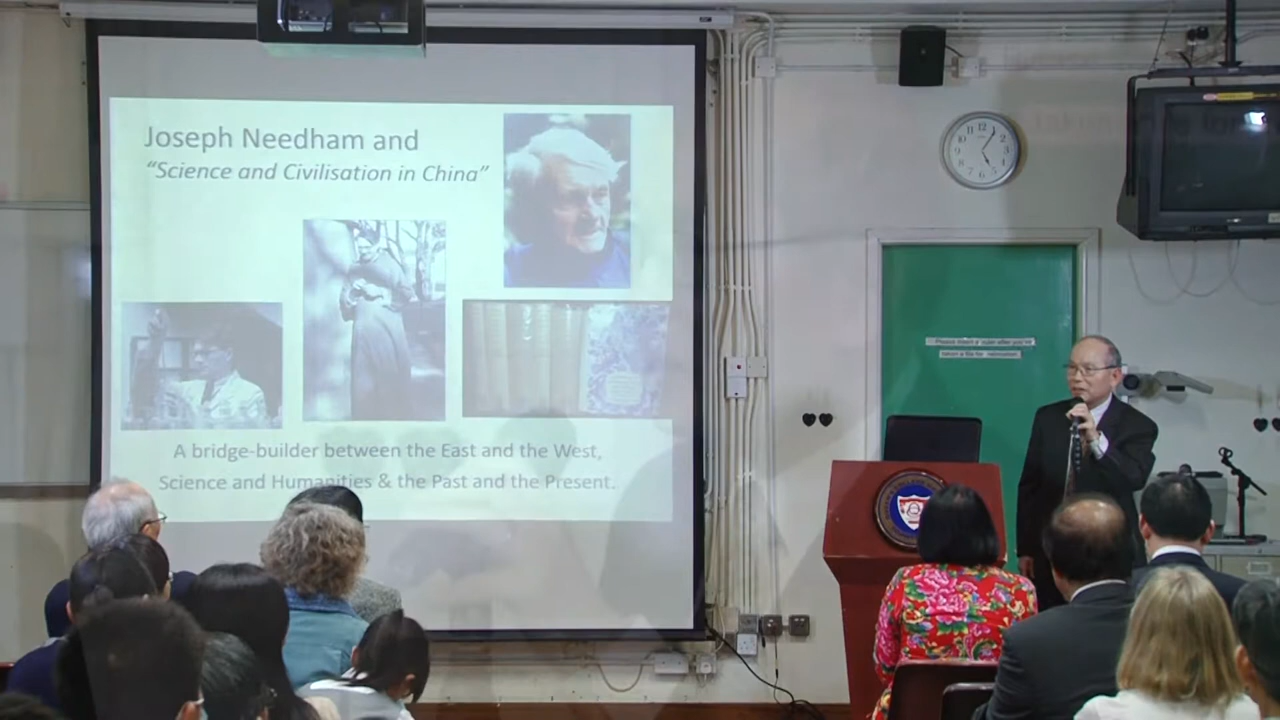 Joseph Needham and
“Science and Civilisation in China”
A bridge-builder between the East and the West,
Science and Humanities & the Past and the Present.
12